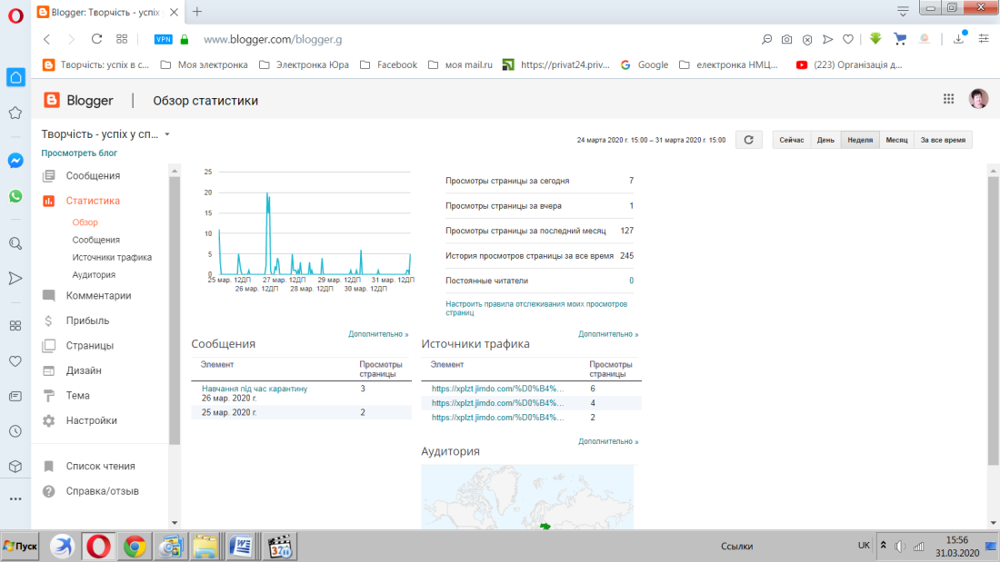 Blogger: Творчість - успіх у
VPN
www.blogger.com/blogger.g
Творчість: успіх в с...
Моя электронка
Электронка Юра
Facebook
моя mail.ru
https://privat24.priv...
Google
електронка НМЦ...
(223) Організація д...
Blogger
Обзор статистики
Творчість - успіх у сп...
Просмотреть блог
24 марта 2020 г. 15:00 – 31 марта 2020 г. 15:00
Сейчас
День
Неделя
Месяц
За все время
Сообщения
Статистика
Обзор
Сообщения
Источники трафика
Аудитория
Комментарии
Прибыль
Страницы
Дизайн
Тема
Настройки
Список чтения
Справка/отзыв
25
20
15
10
5
0
25 мар. 12ДП
27 мар. 12ДП
29 мар. 12ДП
31 мар. 12ДП
26 мар. 12ДП
28 мар. 12ДП
30 мар. 12ДП
Просмотры страницы за сегодня 7
Просмотры страницы за вчера 1
Просмотры страницы за последний месяц 127
История просмотров страницы за все время 245
Постоянные читатели 0
Настроить правила отслеживания моих просмотров
страниц
Дополнительно »
Сообщения
Элемент
Просмотры
страницы
Навчання під час карантину 3
26 мар. 2020 г.
25 мар. 2020 г. 2
Дополнительно »
Источники трафика
Элемент
Просмотры
страницы
https://xplzt.jimdo.com/%D0%B4%... 6
https://xplzt.jimdo.com/%D0%B4%... 4
https://xplzt.jimdo.com/%D0%B4%... 2
Дополнительно »
Аудитория
Пуск
321
Ссылки
UK
15:56
31.03.2020